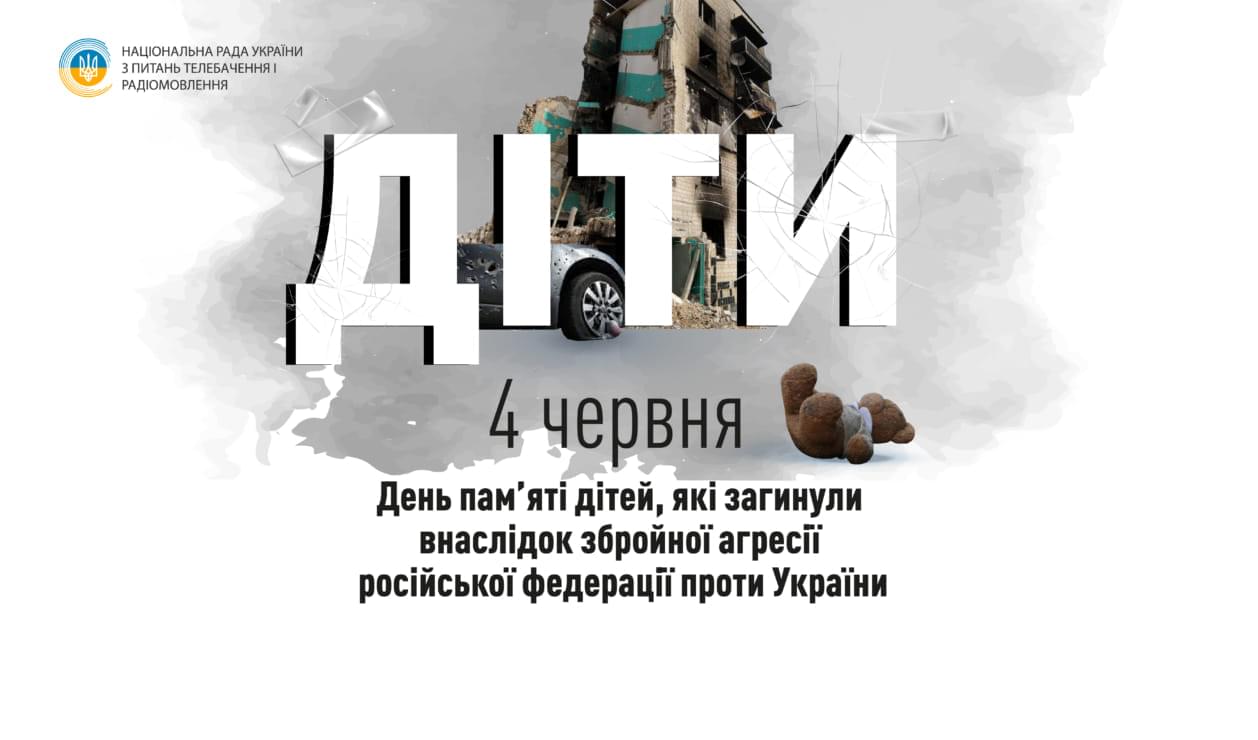 НАЦІОНАЛЬНА РАДА УКРАЇНИ
З ПИТАНЬ ТЕЛЕБАЧЕННЯ І
РАДІОМОВЛЕННЯ
ДІТИ
4 червня
День пам’яті дітей, які загинули
внаслідок збройної агресії
російської федерації проти України